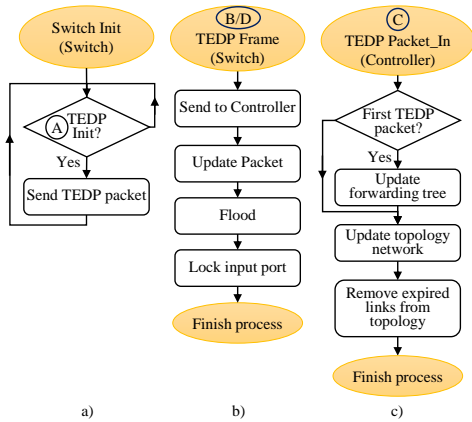 Switch Init
(Switch)
A
TEDP
Init?
Yes
Send TEDP packet
a)
B/D
TEDP Frame
(Switch)
Send to Controller
Update Packet
Flood
Lock input port
Finish process
b)
C
TEDP Packet_In
(Controller)
First TEDP
packet?
Yes
Update
forwarding tree
Update topology
network
Remove expired
links from
topology
Finish process
c)